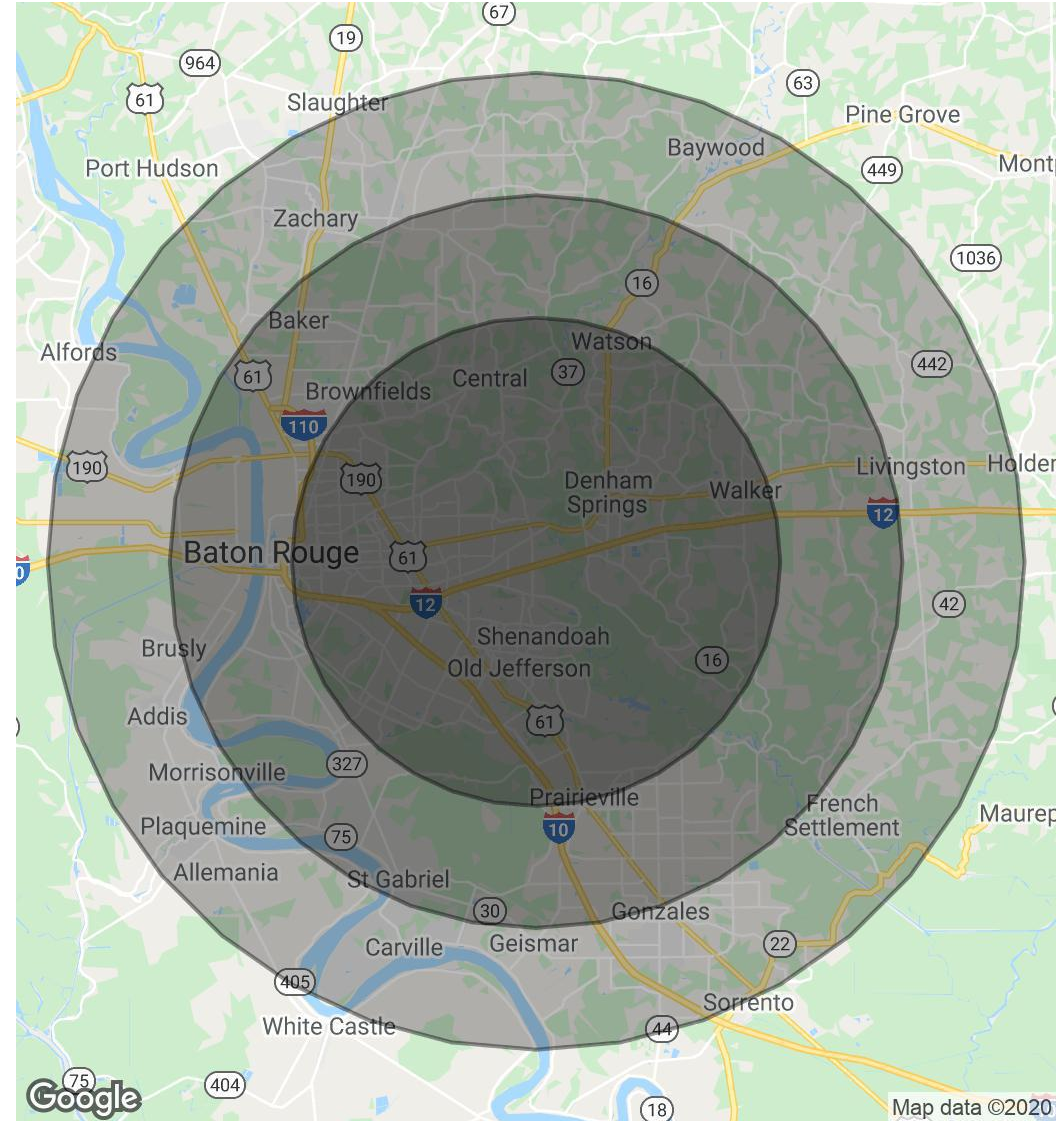 67
19
964
61
63
Slaughter
Pine Grove
Baywood
Port Hudson
449
Mont
Zachary
1036
16
Baker
Watson
Alfords
61
37
442
Central
Brownfields
110
190
Livingston
Holden
190
Denham
Springs
Walker
12
Baton Rouge
61
0
12
42
Shenandoah
Brusly
Old Jefferson
16
Addis
61
327
Morrisonville
Prairieville
French
Settlement
Maurep
Plaquemine
10
75
Allemania
St Gabriel
30
Gonzales
Carville
Geismar
22
405
Sorrento
White Castle
44
75
404
Google
18
Map data ©2020